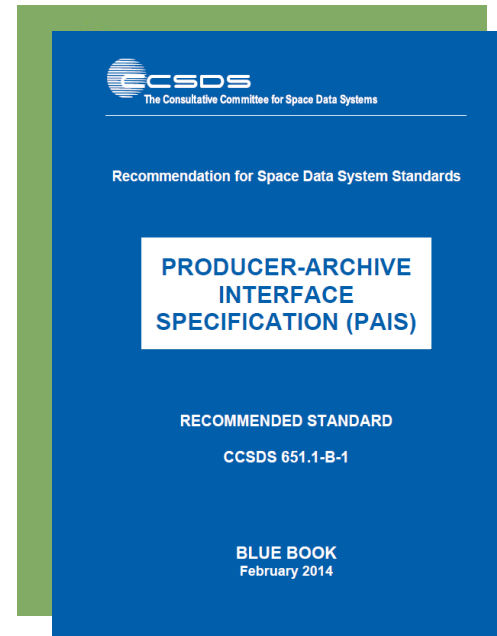 CCSDS
The Consultative Committee for Space Data Systems
Recommendation for Space Data System Standards
PRODUCER-ARCHIVE
INTERFACE
SPECIFICATION (PAIS)
RECOMMENDED STANDARD
CCSDS 651.1-B-1
BLUE BOOK
February 2014